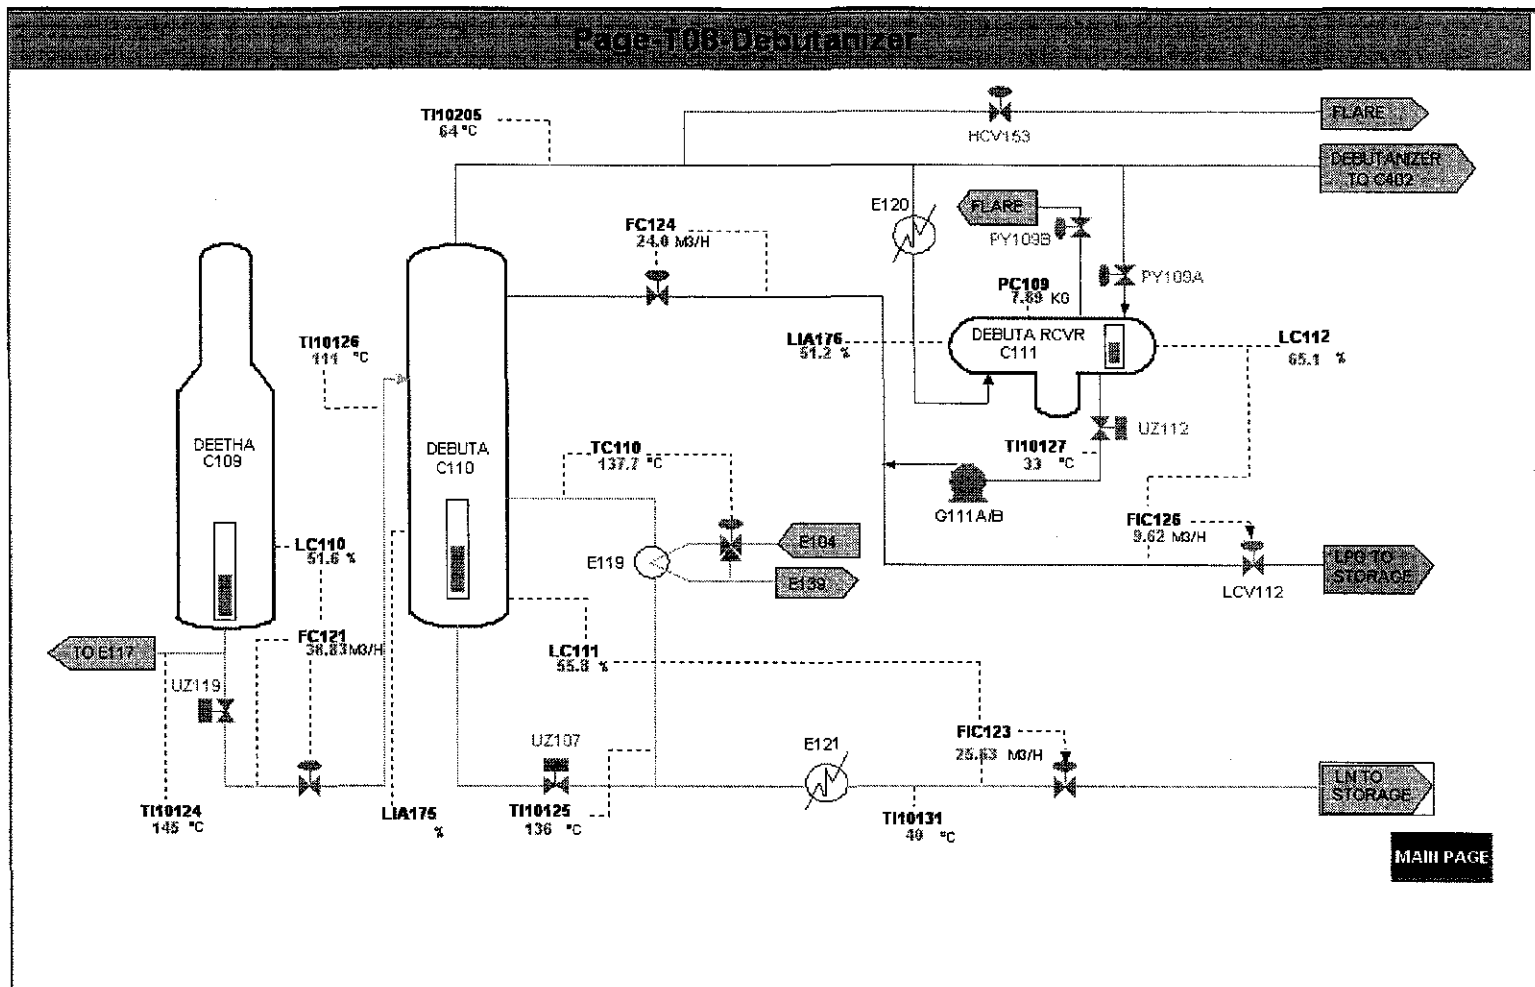 Page-T08-Debutanizer
TI10205
64 °C
HCV153
FLARE
DEBUTANIZER
TO C402
E120
FLARE
PY109B
FC124
24.0 M3/H
PY109A
PC109
7.89 KG
DEBUTA RCVR
C111
LIA176
51.2 %
LC112
65.1 %
TI10126
111 °C
DEETHA
C109
DEBUTA
C110
TC110
137.7 °C
UZ112
TI10127
33 °C
G111A/B
FIC126
9.62 M3/H
LC110
51.6 %
E119
E104
E139
LCV112
LPG TO
STORAGE
FC121
38.83 M3/H
LC111
55.8 %
TO E117
UZ119
UZ107
E121
FIC123
25.63 M3/H
LN TO
STORAGE
TI10124
145 °C
LIA175
%
TI10125
136 °C
TI10131
40 °C
MAIN PAGE